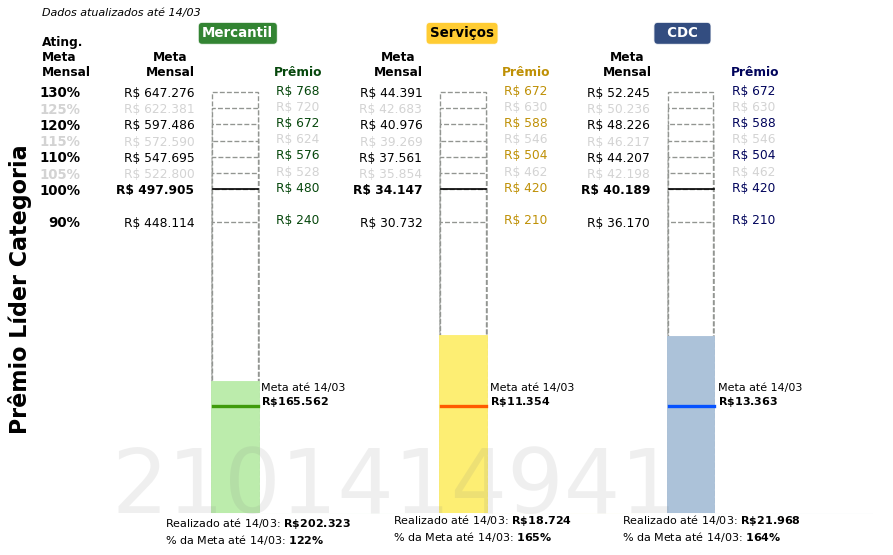 Dados atualizados até 14/03
Mercantil Serviços CDC
Ating.
Meta Meta Meta Meta
Mensal Mensal Prêmio Mensal Prêmio Mensal Prêmio
130% R$ 647.276 R$ 768 R$ 44.391 R$ 672 R$ 52.245 R$ 672
125% R$ 622.381 R$ 720 R$ 42.683 R$ 630 R$ 50.236 R$ 630
120% R$ 597.486 R$ 672 R$ 40.976 R$ 588 R$ 48.226 R$ 588
115% R$ 572.590 R$ 624 R$ 39.269 R$ 546 R$ 46.217 R$ 546
110% R$ 547.695 R$ 576 R$ 37.561 R$ 504 R$ 44.207 R$ 504
105% R$ 522.800 R$ 528 R$ 35.854 R$ 462 R$ 42.198 R$ 462
100% R$ 497.905 R$ 480 R$ 34.147 R$ 420 R$ 40.189 R$ 420
90% R$ 448.114 R$ 240 R$ 30.732 R$ 210 R$ 36.170 R$ 210
Prêmio Líder Categoria
Meta até 14/03 Meta até 14/03 Meta até 14/03
R$165.562 R$11.354 R$13.363
2101414941
Realizado até 14/03: R$202.323 Realizado até 14/03: R$18.724 Realizado até 14/03: R$21.968
% da Meta até 14/03: 122% % da Meta até 14/03: 165% % da Meta até 14/03: 164%